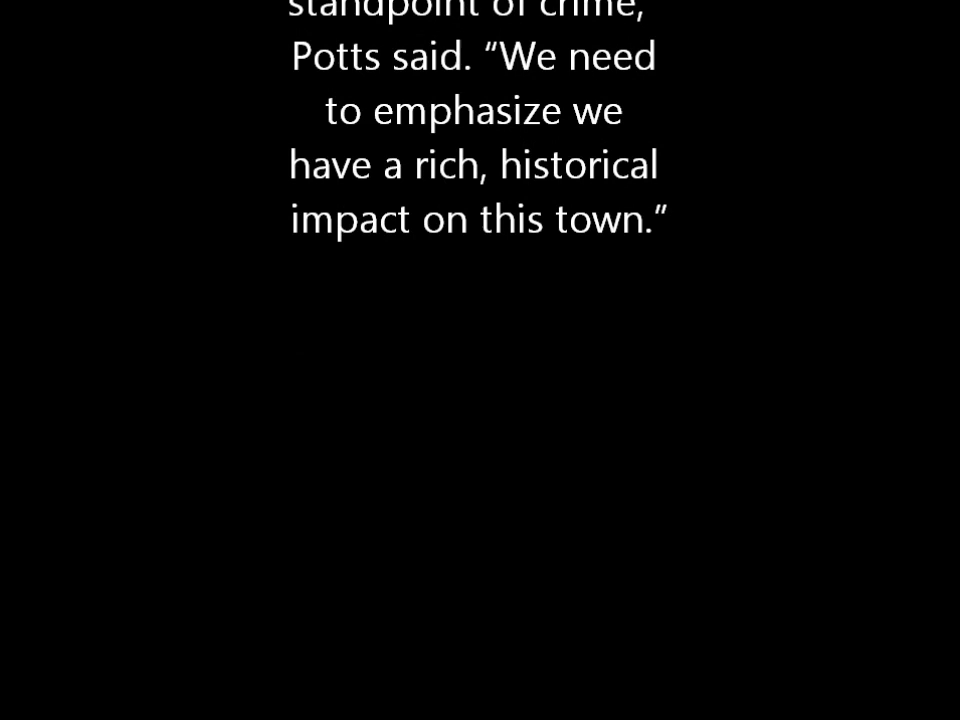 standpoint of crime,
Potts said. “We need
to emphasize we
have a rich, historical
impact on this town.”